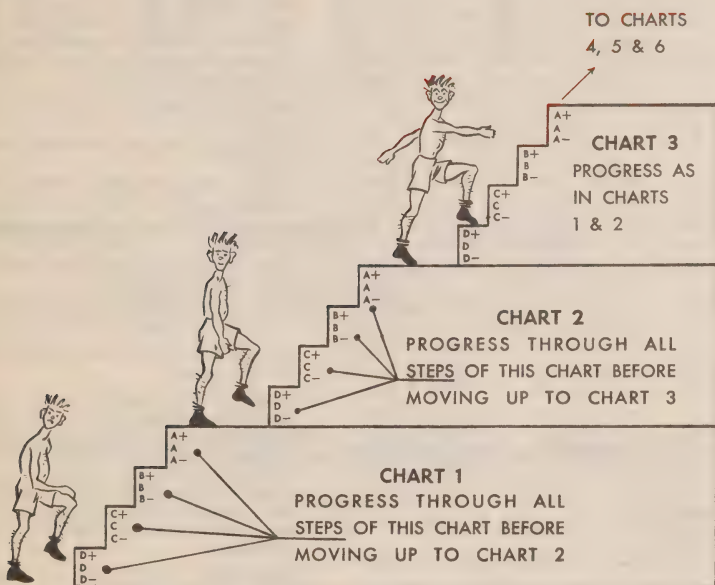 TO CHARTS
4, 5 & 6
A+
A
A−
B+
B
B−
C+
C
C−
D+
D
D−
CHART 3
PROGRESS AS
IN CHARTS
1 & 2
A+
A
A−
B+
B
B−
C+
C
C−
D+
D
D−
CHART 2
PROGRESS THROUGH ALL
STEPS OF THIS CHART BEFORE
MOVING UP TO CHART 3
A+
A
A−
B+
B
B−
C+
C
C−
D+
D
D−
CHART 1
PROGRESS THROUGH ALL
STEPS OF THIS CHART BEFORE
MOVING UP TO CHART 2